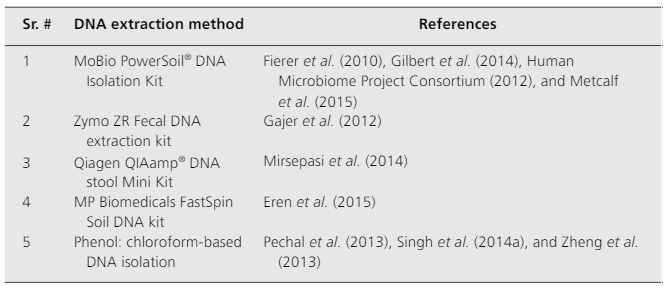 Sr. # DNA extraction method References
1 MoBio PowerSoil® DNA Fierer et al. (2010), Gilbert et al. (2014), Human
Isolation Kit Microbiome Project Consortium (2012), and Metcalf
et al. (2015)
2 Zymo ZR Fecal DNA Gajer et al. (2012)
extraction kit
3 Qiagen QIAamp® DNA Mirsepasi et al. (2014)
stool Mini Kit
4 MP Biomedicals FastSpin Eren et al. (2015)
Soil DNA kit
5 Phenol: chloroform-based Pechal et al. (2013), Singh et al. (2014a), and Zheng et al.
DNA isolation (2013)